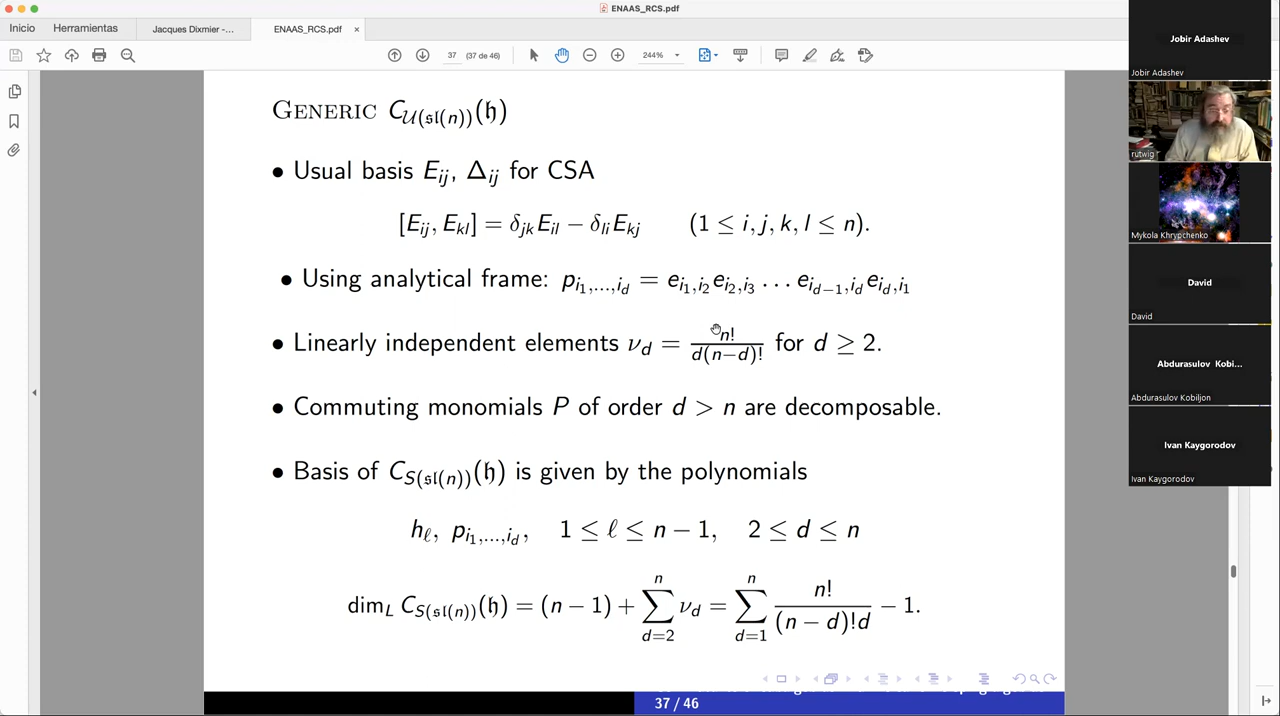 ENAAS_RCS.pdf
Inicio Herramientas Jacques Dixmier -... ENAAS_RCS.pdf ×
37 (37 de 46) 244%
GENERIC C_{U(𝔰𝔩(n))}(𝔥)
• Usual basis E_{ij}, Δ_{ij} for CSA
[E_{ij}, E_{kl}] = δ_{jk}E_{il} − δ_{li}E_{kj} (1 ≤ i, j, k, l ≤ n).
• Using analytical frame: p_{i_1,...,i_d} = e_{i_1,i_2}e_{i_2,i_3} . . . e_{i_{d−1},i_d}e_{i_d,i_1}
• Linearly independent elements ν_d = n!/(d(n−d)!) for d ≥ 2.
• Commuting monomials P of order d > n are decomposable.
• Basis of C_{S(𝔰𝔩(n))}(𝔥) is given by the polynomials
h_ℓ, p_{i_1,...,i_d}, 1 ≤ ℓ ≤ n − 1, 2 ≤ d ≤ n
dim_L C_{S(𝔰𝔩(n))}(𝔥) = (n − 1) + ∑_{d=2}^{n} ν_d = ∑_{d=1}^{n} n!/((n − d)!d) − 1.
37 / 46
Jobir Adashev
Jobir Adashev
rutwig
Mykola Khrypchenko
David
David
Abdurasulov Kobi...
Abdurasulov Kobiljon
Ivan Kaygorodov
Ivan Kaygorodov